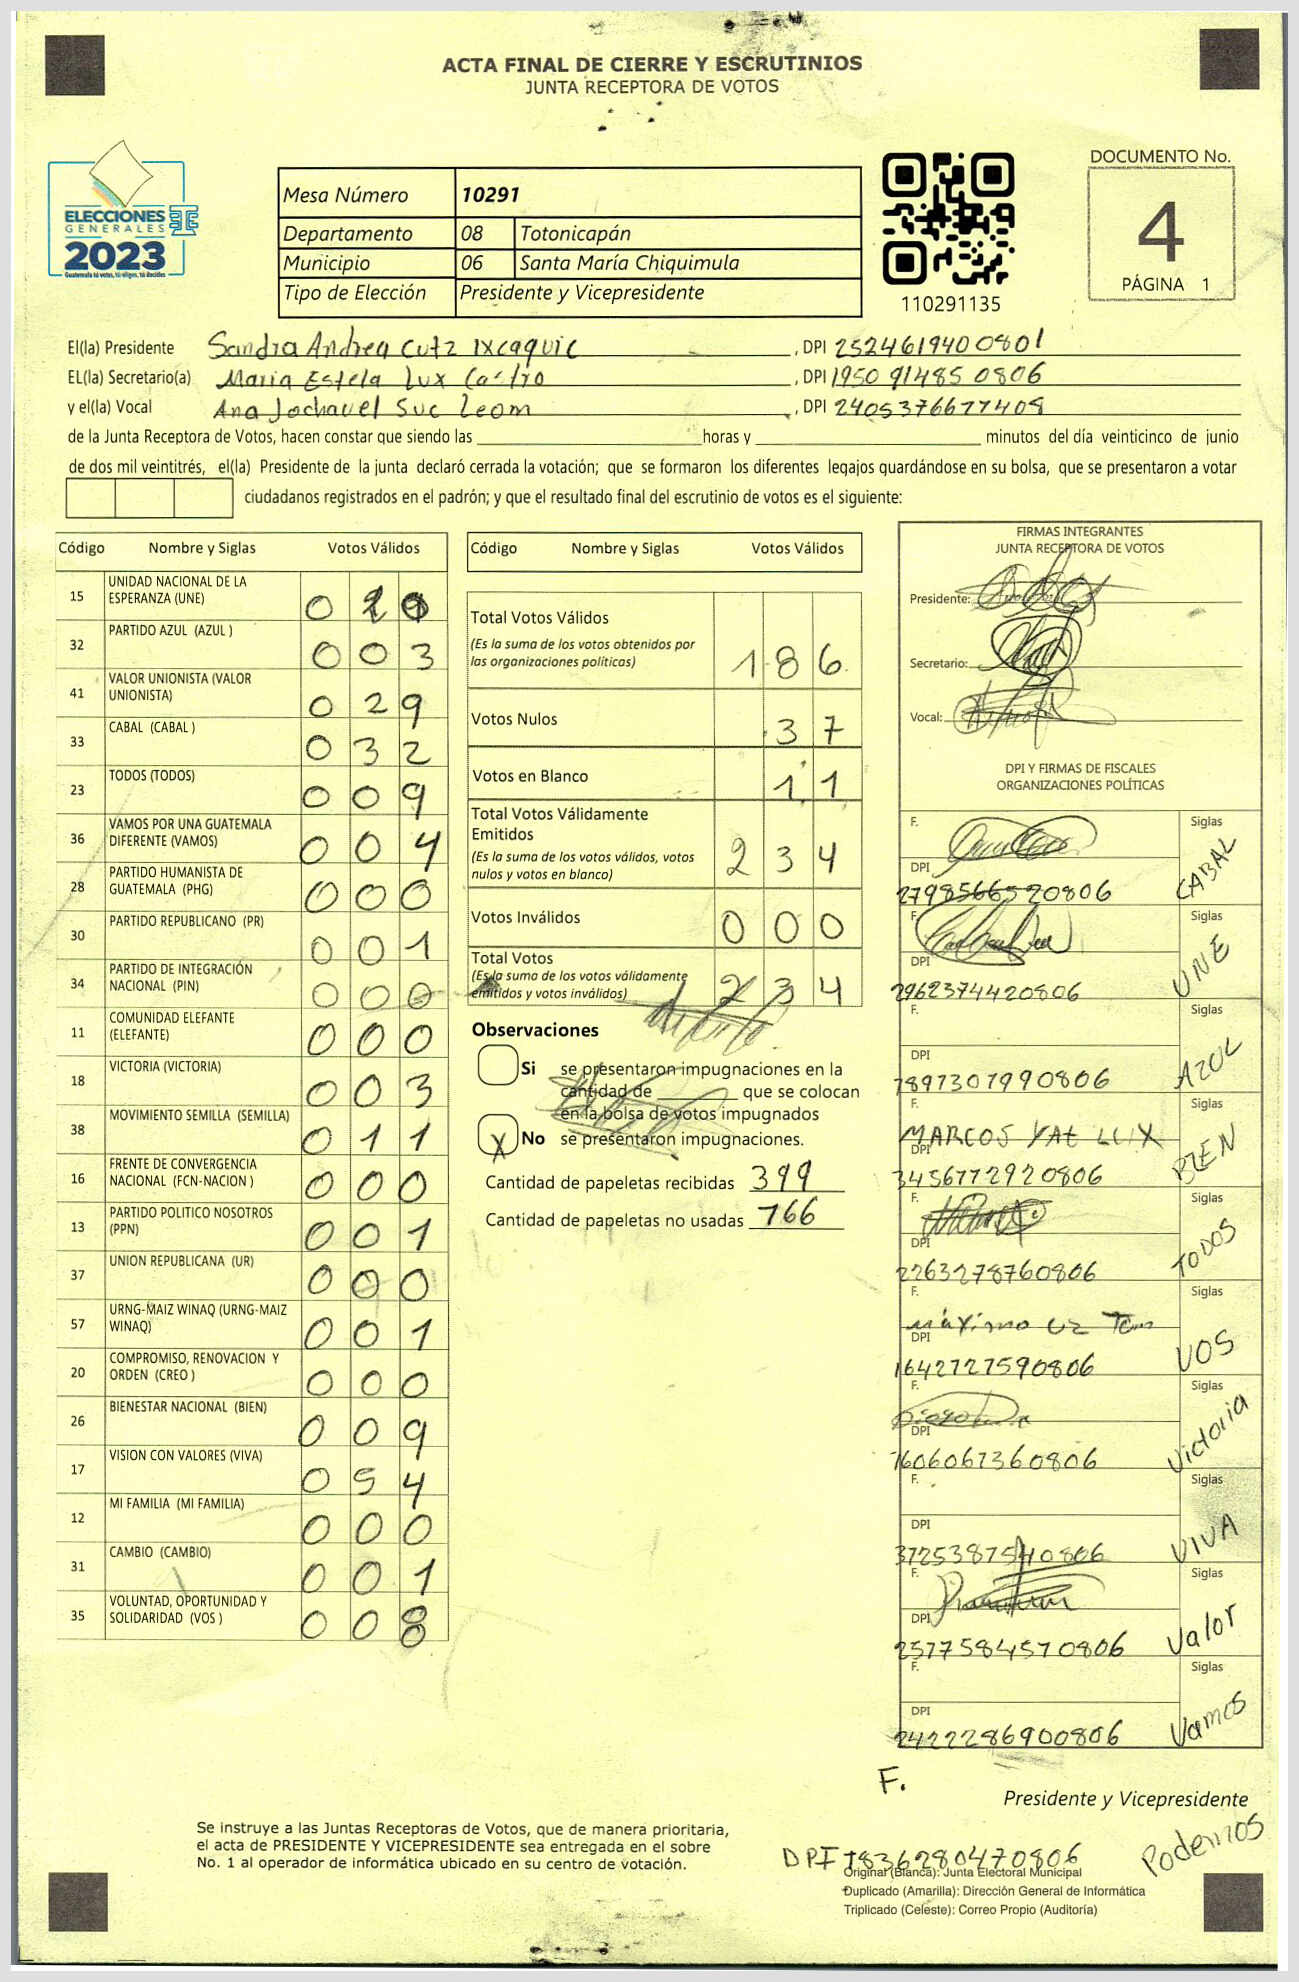 ACTA FINAL DE CIERRE Y ESCRUTINIOS
JUNTA RECEPTORA DE VOTOS
ELECCIONES
GENERALES
2023
Guatemala tú votes, tú eliges, tú decides
Mesa Número 10291
Departamento 08 Totonicapán
Municipio 06 Santa María Chiquimula
Tipo de Elección Presidente y Vicepresidente
110291135
DOCUMENTO No.
4
PÁGINA 1
El(la) Presidente Sandra Andrea Cutz Ixcaquic, DPI 2524619400801
EL(la) Secretario(a) Maria Estela Lux Castro, DPI 1950 91485 0806
y el(la) Vocal Ana Jochavel Suc Leom, DPI 2405376677408
de la Junta Receptora de Votos, hacen constar que siendo las horas y minutos del día veinticinco de junio
de dos mil veintitrés, el(la) Presidente de la junta declaró cerrada la votación; que se formaron los diferentes legajos guardándose en su bolsa, que se presentaron a votar
ciudadanos registrados en el padrón; y que el resultado final del escrutinio de votos es el siguiente:
Código Nombre y Siglas Votos Válidos
15 UNIDAD NACIONAL DE LA ESPERANZA (UNE) 0 2 0
32 PARTIDO AZUL (AZUL ) 0 0 3
41 VALOR UNIONISTA (VALOR UNIONISTA) 0 2 9
33 CABAL (CABAL ) 0 3 2
23 TODOS (TODOS) 0 0 9
36 VAMOS POR UNA GUATEMALA DIFERENTE (VAMOS) 0 0 4
28 PARTIDO HUMANISTA DE GUATEMALA (PHG) 0 0 0
30 PARTIDO REPUBLICANO (PR) 0 0 1
34 PARTIDO DE INTEGRACIÓN NACIONAL (PIN) 0 0 0
11 COMUNIDAD ELEFANTE (ELEFANTE) 0 0 0
18 VICTORIA (VICTORIA) 0 0 3
38 MOVIMIENTO SEMILLA (SEMILLA) 0 1 1
16 FRENTE DE CONVERGENCIA NACIONAL (FCN-NACION ) 0 0 0
13 PARTIDO POLITICO NOSOTROS (PPN) 0 0 1
37 UNION REPUBLICANA (UR) 0 0 0
57 URNG-MAIZ WINAQ (URNG-MAIZ WINAQ) 0 0 1
20 COMPROMISO, RENOVACION Y ORDEN (CREO ) 0 0 0
26 BIENESTAR NACIONAL (BIEN) 0 0 9
17 VISION CON VALORES (VIVA) 0 5 4
12 MI FAMILIA (MI FAMILIA) 0 0 0
31 CAMBIO (CAMBIO) 0 0 1
35 VOLUNTAD, OPORTUNIDAD Y SOLIDARIDAD (VOS ) 0 0 8
Código Nombre y Siglas Votos Válidos
Total Votos Válidos
(Es la suma de los votos obtenidos por
las organizaciones políticas) 1 8 6
Votos Nulos 3 7
Votos en Blanco 1 1
Total Votos Válidamente
Emitidos
(Es la suma de los votos válidos, votos
nulos y votos en blanco) 2 3 4
Votos Inválidos 0 0 0
Total Votos
(Es la suma de los votos válidamente
emitidos y votos inválidos) 2 3 4
Observaciones
Si se presentaron impugnaciones en la
cantidad de que se colocan
en la bolsa de votos impugnados
X No se presentaron impugnaciones.
Cantidad de papeletas recibidas 399
Cantidad de papeletas no usadas 166
FIRMAS INTEGRANTES
JUNTA RECEPTORA DE VOTOS
Presidente:
Secretario:
Vocal:
DPI Y FIRMAS DE FISCALES
ORGANIZACIONES POLÍTICAS
F. Siglas
DPI CABAL
2798566520806
F. Siglas
DPI UNE
2962374420806
F. Siglas
DPI AZUL
7897307990806
F. Siglas
MARCOS YAT LUX
DPI BIEN
3456772920806
F. Siglas
DPI TODOS
2263278760806
F. Siglas
Máximo Uz Tum
DPI VOS
1642727590806
F. Siglas
DPI Victoria
1606067360806
F. Siglas
DPI VIVA
3725387540806
F. Siglas
DPI Valor
2577584570806
F. Siglas
DPI Vamos
2422286900806
F.
Presidente y Vicepresidente
Se instruye a las Juntas Receptoras de Votos, que de manera prioritaria,
el acta de PRESIDENTE Y VICEPRESIDENTE sea entregada en el sobre
No. 1 al operador de informática ubicado en su centro de votación.
DPI 1836280470806 Podemos
Original (Blanca): Junta Electoral Municipal
Duplicado (Amarilla): Dirección General de Informática
Triplicado (Celeste): Correo Propio (Auditoría)